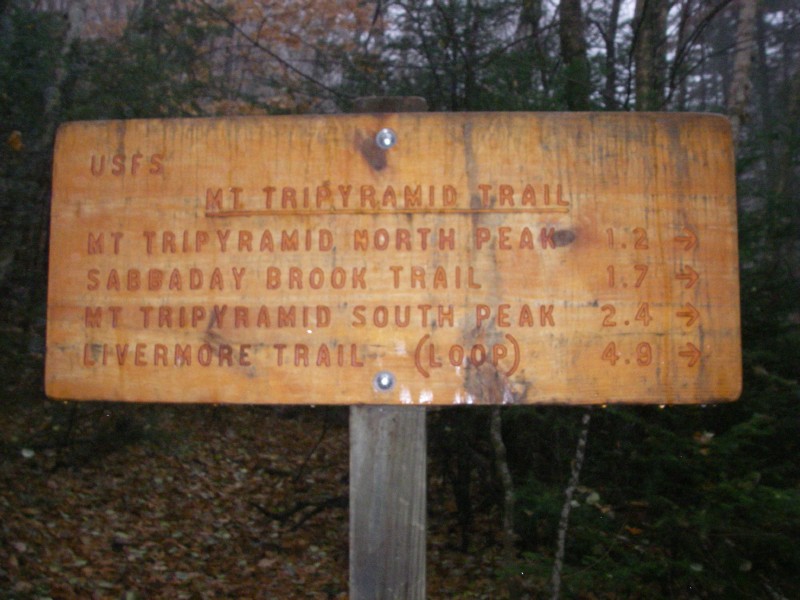 USFS
MT TRIPYRAMID TRAIL
MT TRIPYRAMID NORTH PEAK 1.2 →
SABBADAY BROOK TRAIL 1.7 →
MT TRIPYRAMID SOUTH PEAK 2.4 →
LIVERMORE TRAIL (LOOP) 4.9 →